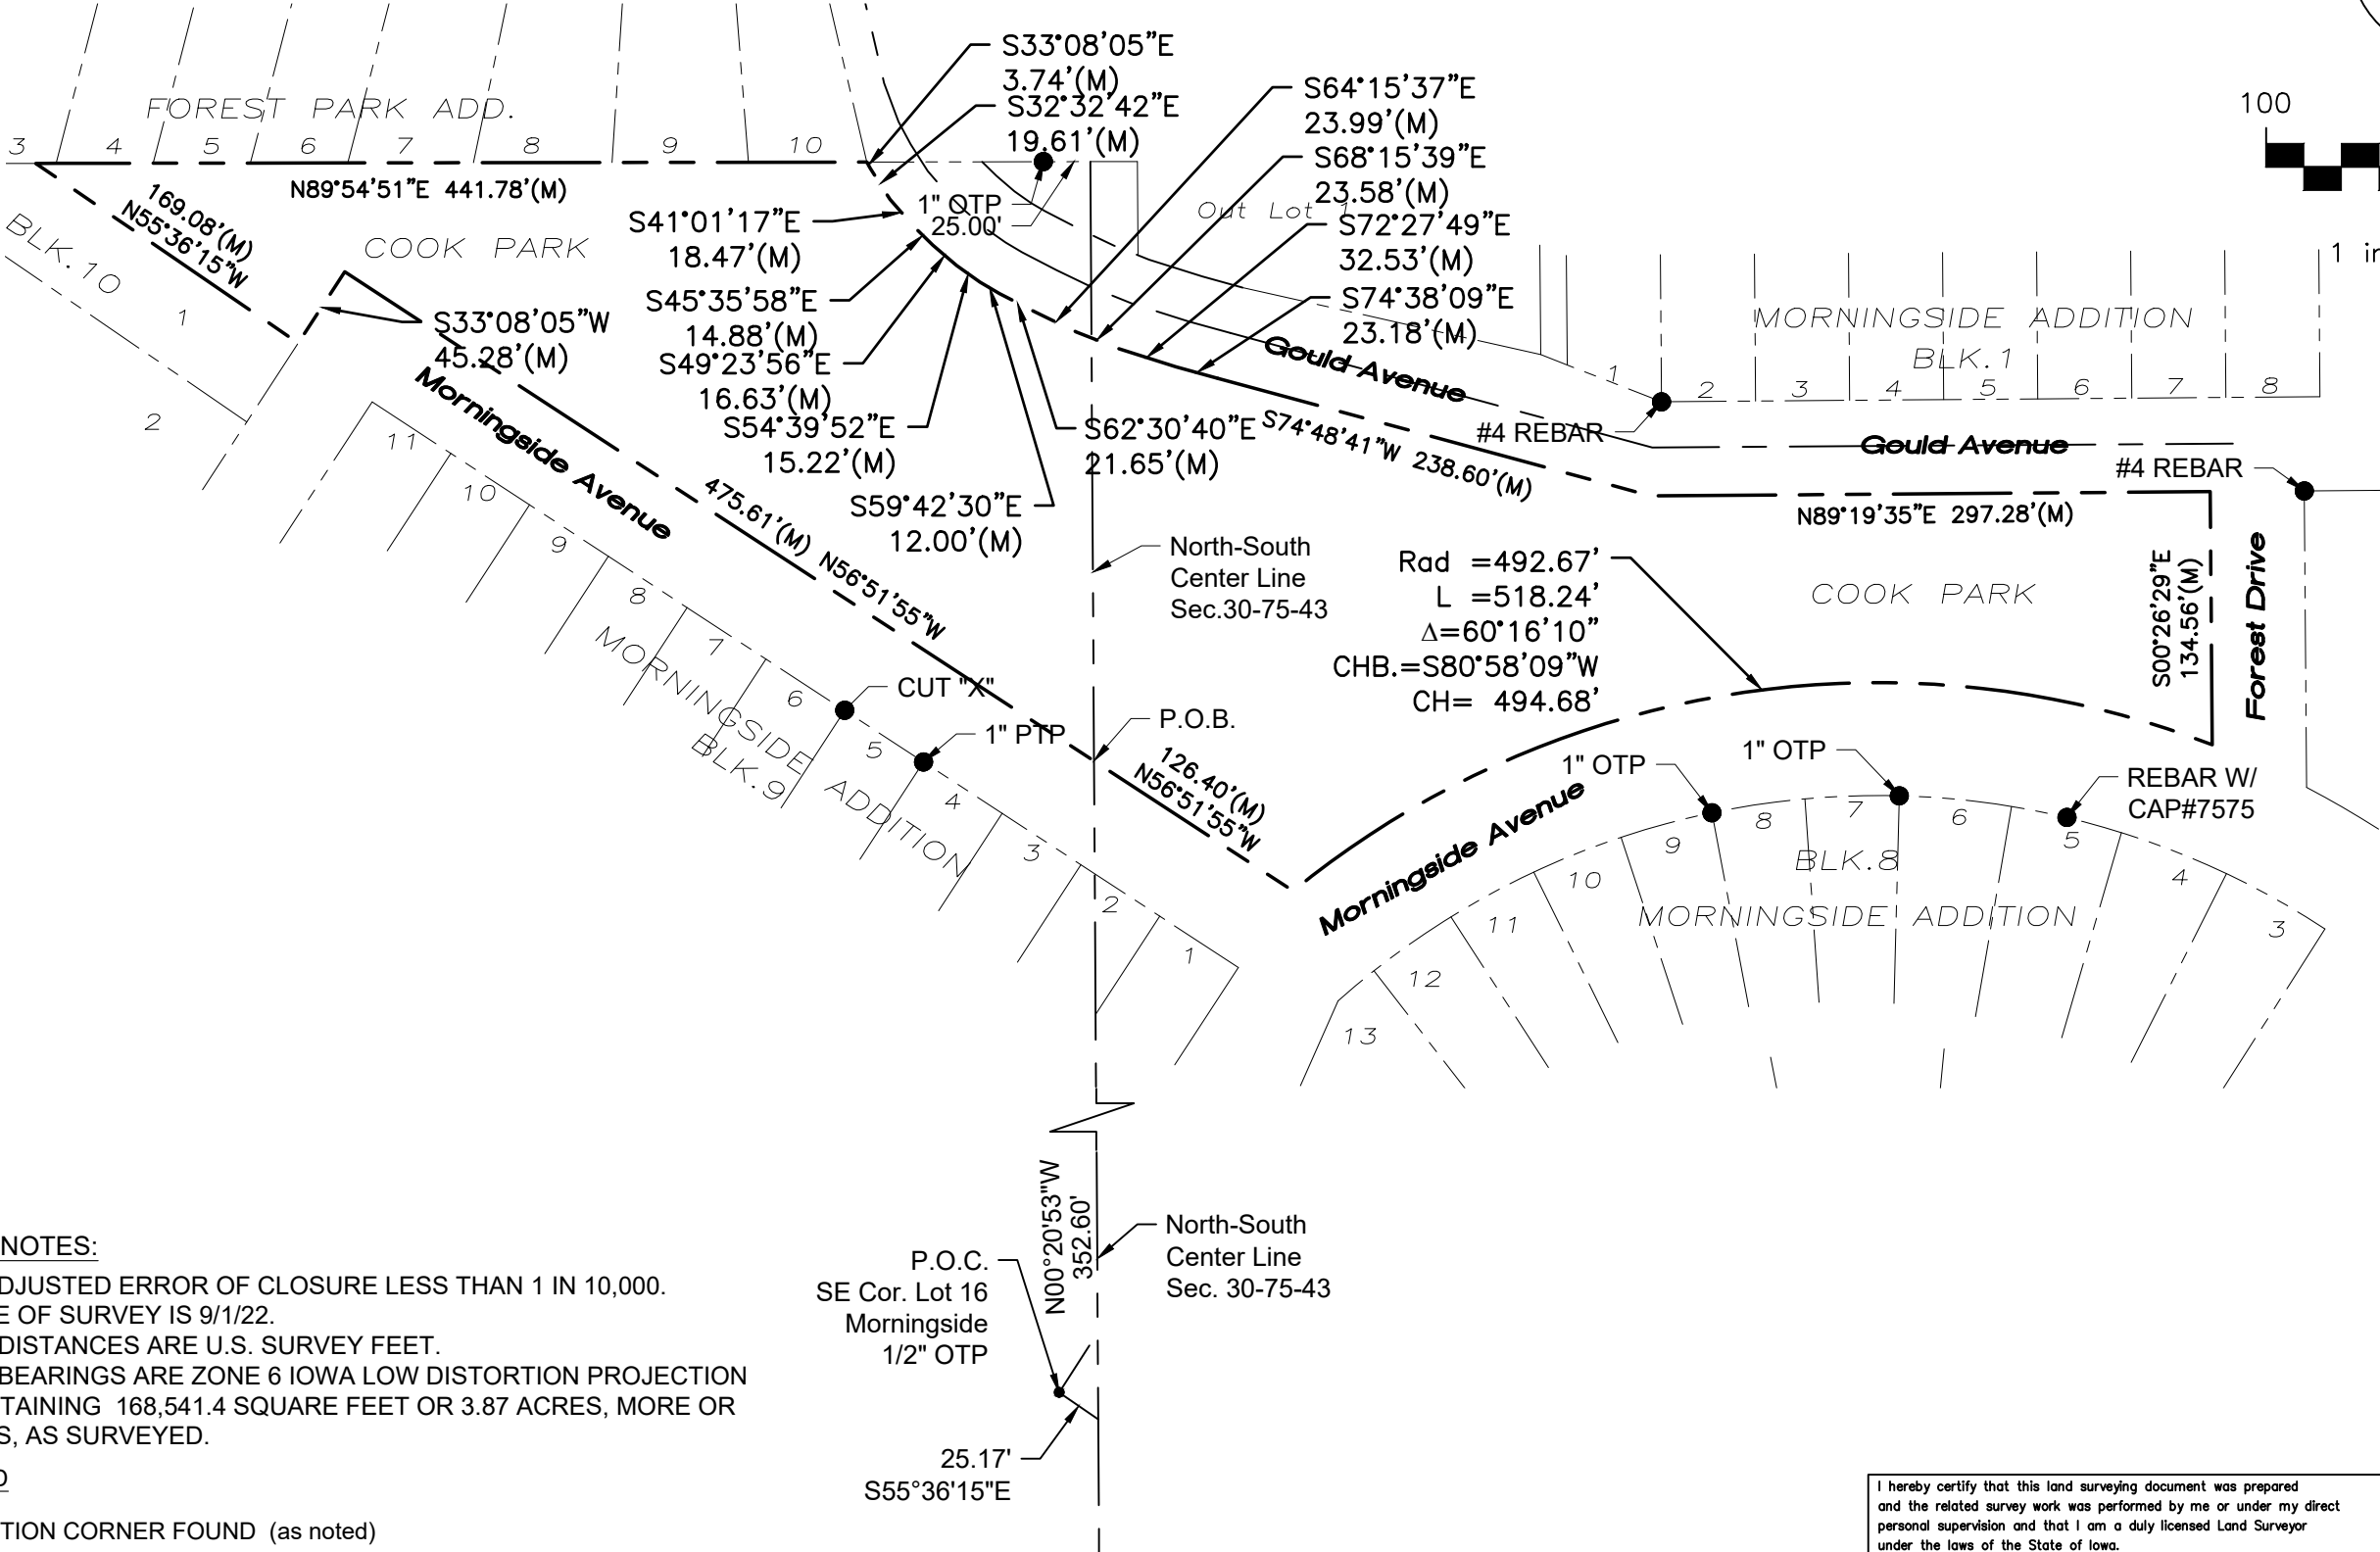 S33°08'05"E
3.74'(M)
S32°32'42"E
19.61'(M)
S64°15'37"E
23.99'(M)
S68°15'39"E
23.58'(M)
S72°27'49"E
32.53'(M)
S74°38'09"E
23.18'(M)
100
1 in
FOREST PARK ADD.
3 4 5 6 7 8 9 10
N89°54'51"E 441.78'(M)
169.08'(M)
N55°36'15"W
BLK.10
1
2
COOK PARK
1" OTP
25.00'
Out Lot 1
S41°01'17"E
18.47'(M)
S45°35'58"E
14.88'(M)
S49°23'56"E
16.63'(M)
S54°39'52"E
15.22'(M)
S59°42'30"E
12.00'(M)
S62°30'40"E
21.65'(M)
S33°08'05"W
45.28'(M)
Morningside Avenue
475.61'(M) N56°51'55"W
Gould Avenue
S74°48'41"W 238.60'(M)
MORNINGSIDE ADDITION
BLK.1
1 2 3 4 5 6 7 8
#4 REBAR
Gould Avenue
#4 REBAR
N89°19'35"E 297.28'(M)
S00°26'29"E
134.56'(M)
Forest Drive
COOK PARK
North-South
Center Line
Sec.30-75-43
Rad =492.67'
L =518.24'
Δ=60°16'10"
CHB.=S80°58'09"W
CH= 494.68'
11 10 9 8 7 6 5 4 3 2 1
MORNINGSIDE ADDITION
BLK.9
CUT "X"
1" PTP
P.O.B.
126.40'(M)
N56°51'55"W
1" OTP
1" OTP
REBAR W/
CAP#7575
Morningside Avenue
13 12 11 10 9 8 7 6 5 4 3
BLK.8
MORNINGSIDE ADDITION
N00°20'53"W
352.60'
North-South
Center Line
Sec. 30-75-43
P.O.C.
SE Cor. Lot 16
Morningside
1/2" OTP
25.17'
S55°36'15"E
NOTES:
DJUSTED ERROR OF CLOSURE LESS THAN 1 IN 10,000.
E OF SURVEY IS 9/1/22.
DISTANCES ARE U.S. SURVEY FEET.
BEARINGS ARE ZONE 6 IOWA LOW DISTORTION PROJECTION
TAINING 168,541.4 SQUARE FEET OR 3.87 ACRES, MORE OR
S, AS SURVEYED.
D
TION CORNER FOUND (as noted)
I hereby certify that this land surveying document was prepared
and the related survey work was performed by me or under my direct
personal supervision and that I am a duly licensed Land Surveyor
under the laws of the State of Iowa.